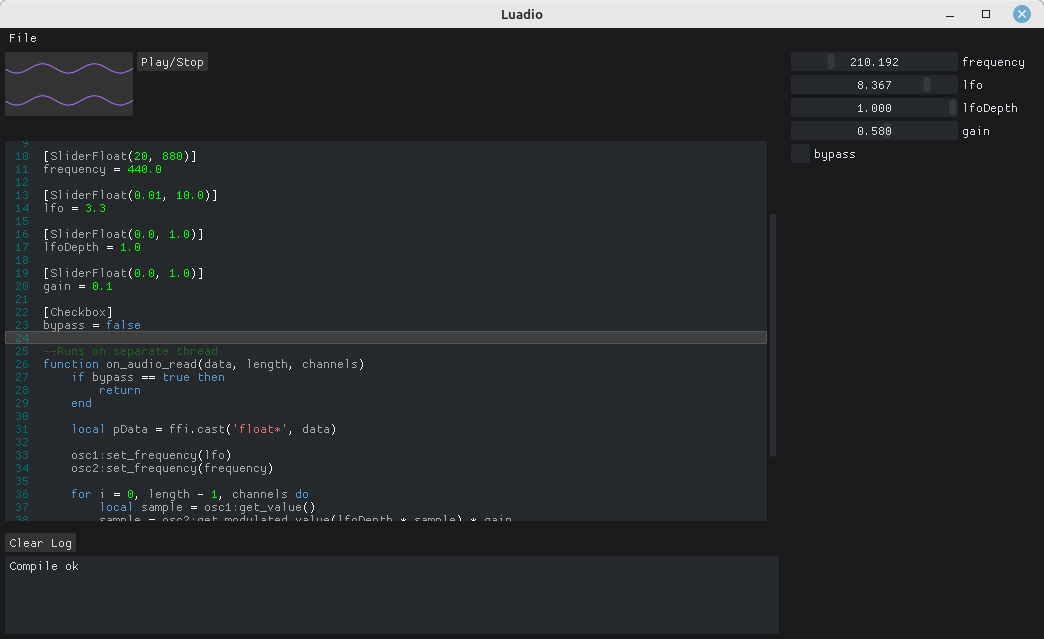 Luadio
File
Play/Stop
210.192 frequency
8.367 lfo
1.000 lfoDepth
0.580 gain
bypass
9
10 [SliderFloat(20, 880)]
11 frequency = 440.0
12
13 [SliderFloat(0.01, 10.0)]
14 lfo = 3.3
15
16 [SliderFloat(0.0, 1.0)]
17 lfoDepth = 1.0
18
19 [SliderFloat(0.0, 1.0)]
20 gain = 0.1
21
22 [Checkbox]
23 bypass = false
24
25 --Runs on separate thread
26 function on_audio_read(data, length, channels)
27     if bypass == true then
28         return
29     end
30
31     local pData = ffi.cast('float*', data)
32
33     osc1:set_frequency(lfo)
34     osc2:set_frequency(frequency)
35
36     for i = 0, length - 1, channels do
37         local sample = osc1:get_value()
38         sample = osc2:get_modulated_value(lfoDepth * sample) * gain
Clear Log
Compile ok